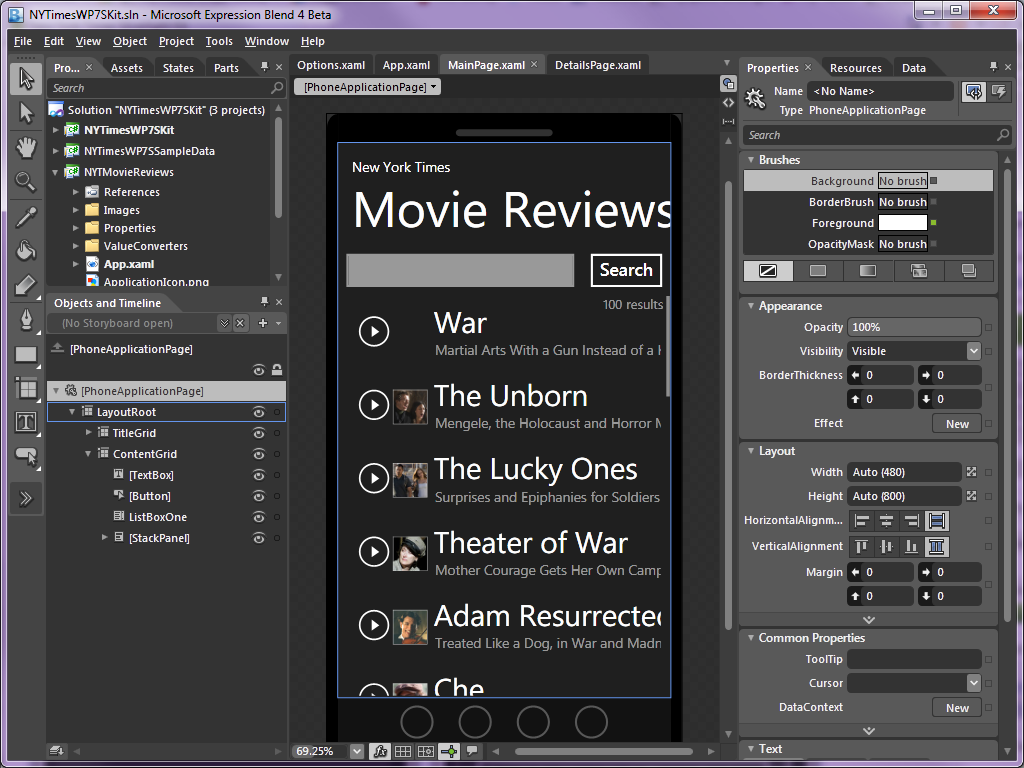 NYTimesWP7SKit.sln - Microsoft Expression Blend 4 Beta
File Edit View Object Project Tools Window Help
Pro... Assets States Parts
Search
Solution "NYTimesWP7SKit" (3 projects)
NYTimesWP7SKit
NYTimesWP7SSampleData
NYTMovieReviews
References
Images
Properties
ValueConverters
App.xaml
ApplicationIcon.png
Objects and Timeline
(No Storyboard open)
[PhoneApplicationPage]
[PhoneApplicationPage]
LayoutRoot
TitleGrid
ContentGrid
[TextBox]
[Button]
ListBoxOne
[StackPanel]
Options.xaml App.xaml MainPage.xaml DetailsPage.xaml
[PhoneApplicationPage]
New York Times
Movie Reviews
Search
100 results
War
Martial Arts With a Gun Instead of a
The Unborn
Mengele, the Holocaust and Horror
The Lucky Ones
Surprises and Epiphanies for Soldiers
Theater of War
Mother Courage Gets Her Own Camp
Adam Resurrected
Treated Like a Dog, in War and Madn
Che
69.25%
fx
Properties Resources Data
Name <No Name>
Type PhoneApplicationPage
Search
Brushes
Background No brush
BorderBrush No brush
Foreground
OpacityMask No brush
Appearance
Opacity 100%
Visibility Visible
BorderThickness 0 0
0 0
Effect New
Layout
Width Auto (480)
Height Auto (800)
HorizontalAlignm...
VerticalAlignment
Margin 0 0
0 0
Common Properties
ToolTip
Cursor
DataContext New
Text